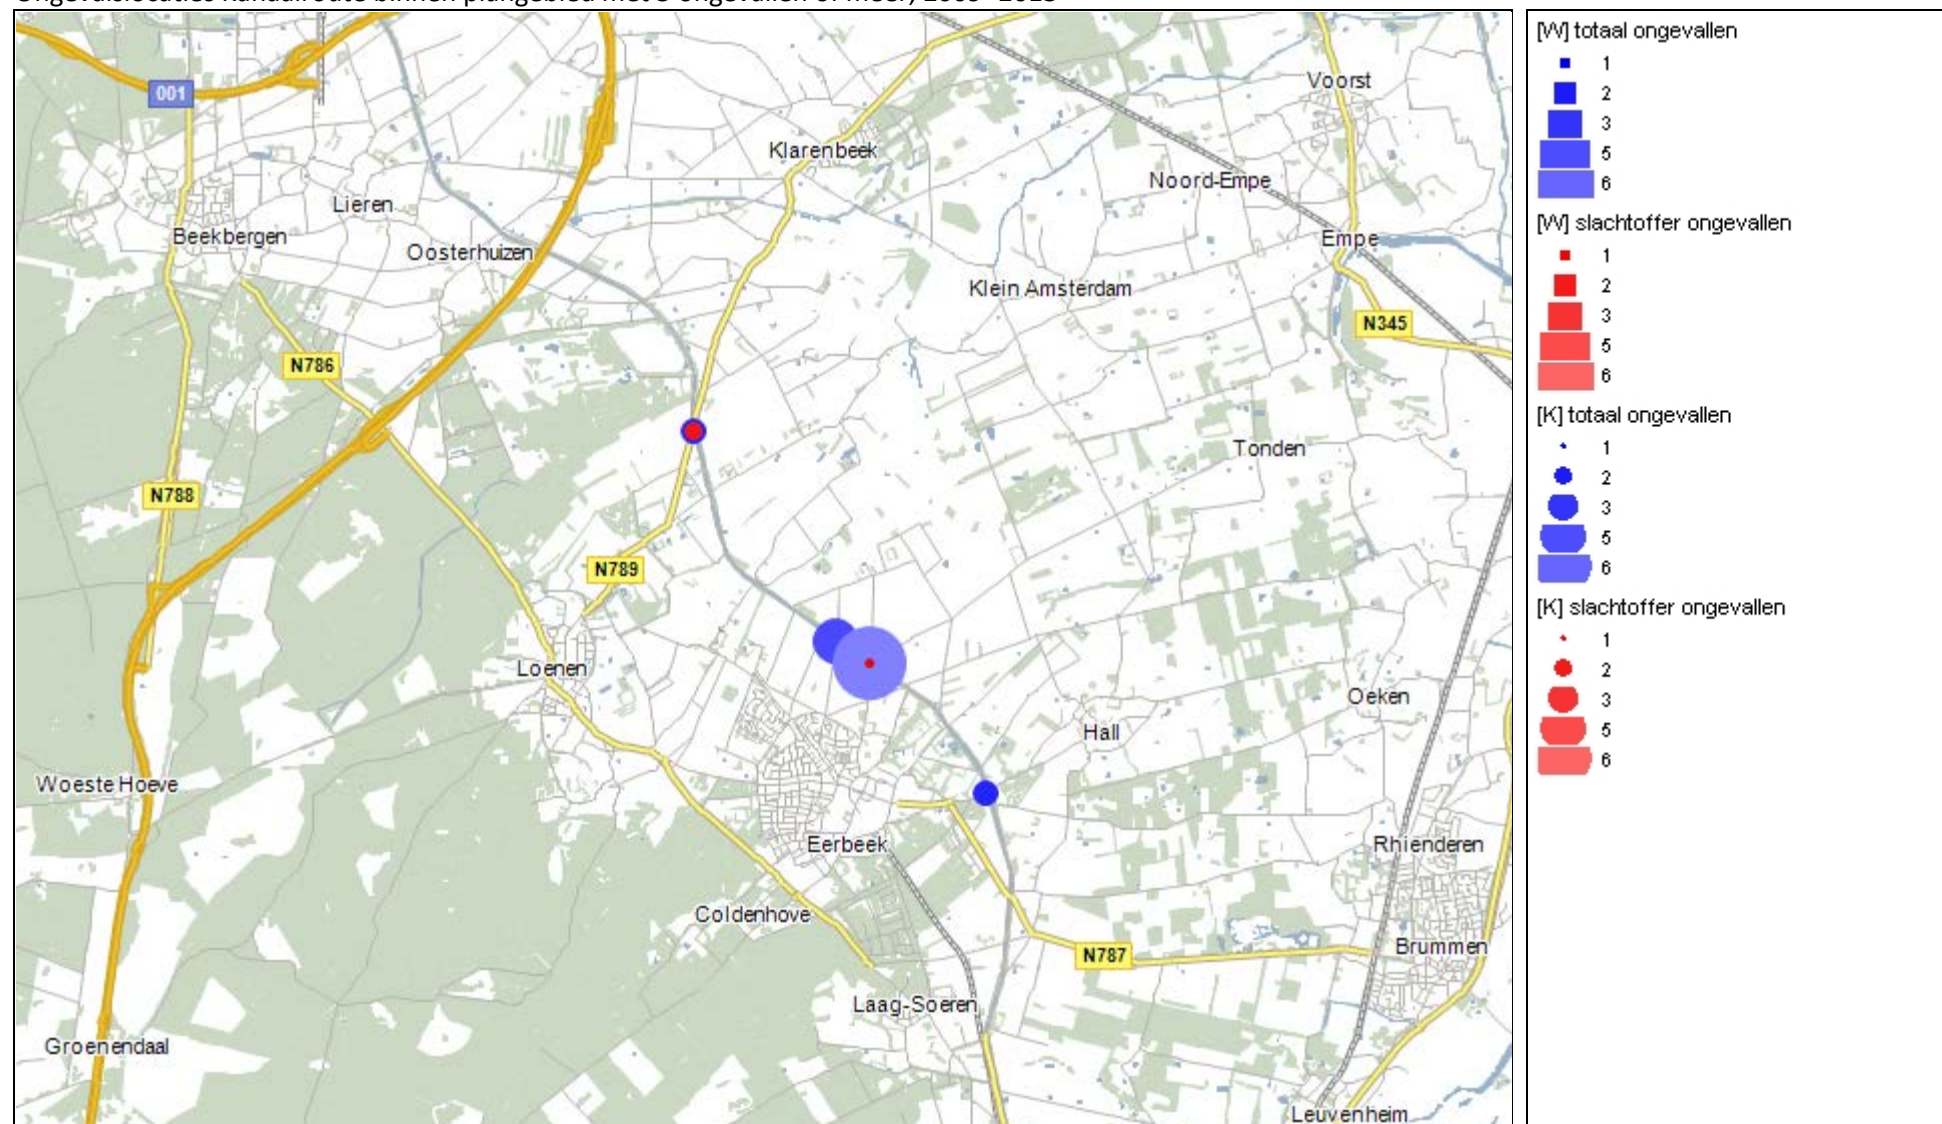 001
Voorst
Klarenbeek
Noord-Empe
Lieren
Beekbergen
Oosterhuizen
Empe
Klein Amsterdam
N345
N786
Tonden
N788
N789
Loenen
Oeken
Hall
Woeste Hoeve
Eerbeek
Rhienderen
Coldenhove
Brummen
N787
Laag-Soeren
Groenendaal
Leuvenheim
[W] totaal ongevallen
1
2
3
5
6
[W] slachtoffer ongevallen
1
2
3
5
6
[K] totaal ongevallen
1
2
3
5
6
[K] slachtoffer ongevallen
1
2
3
5
6